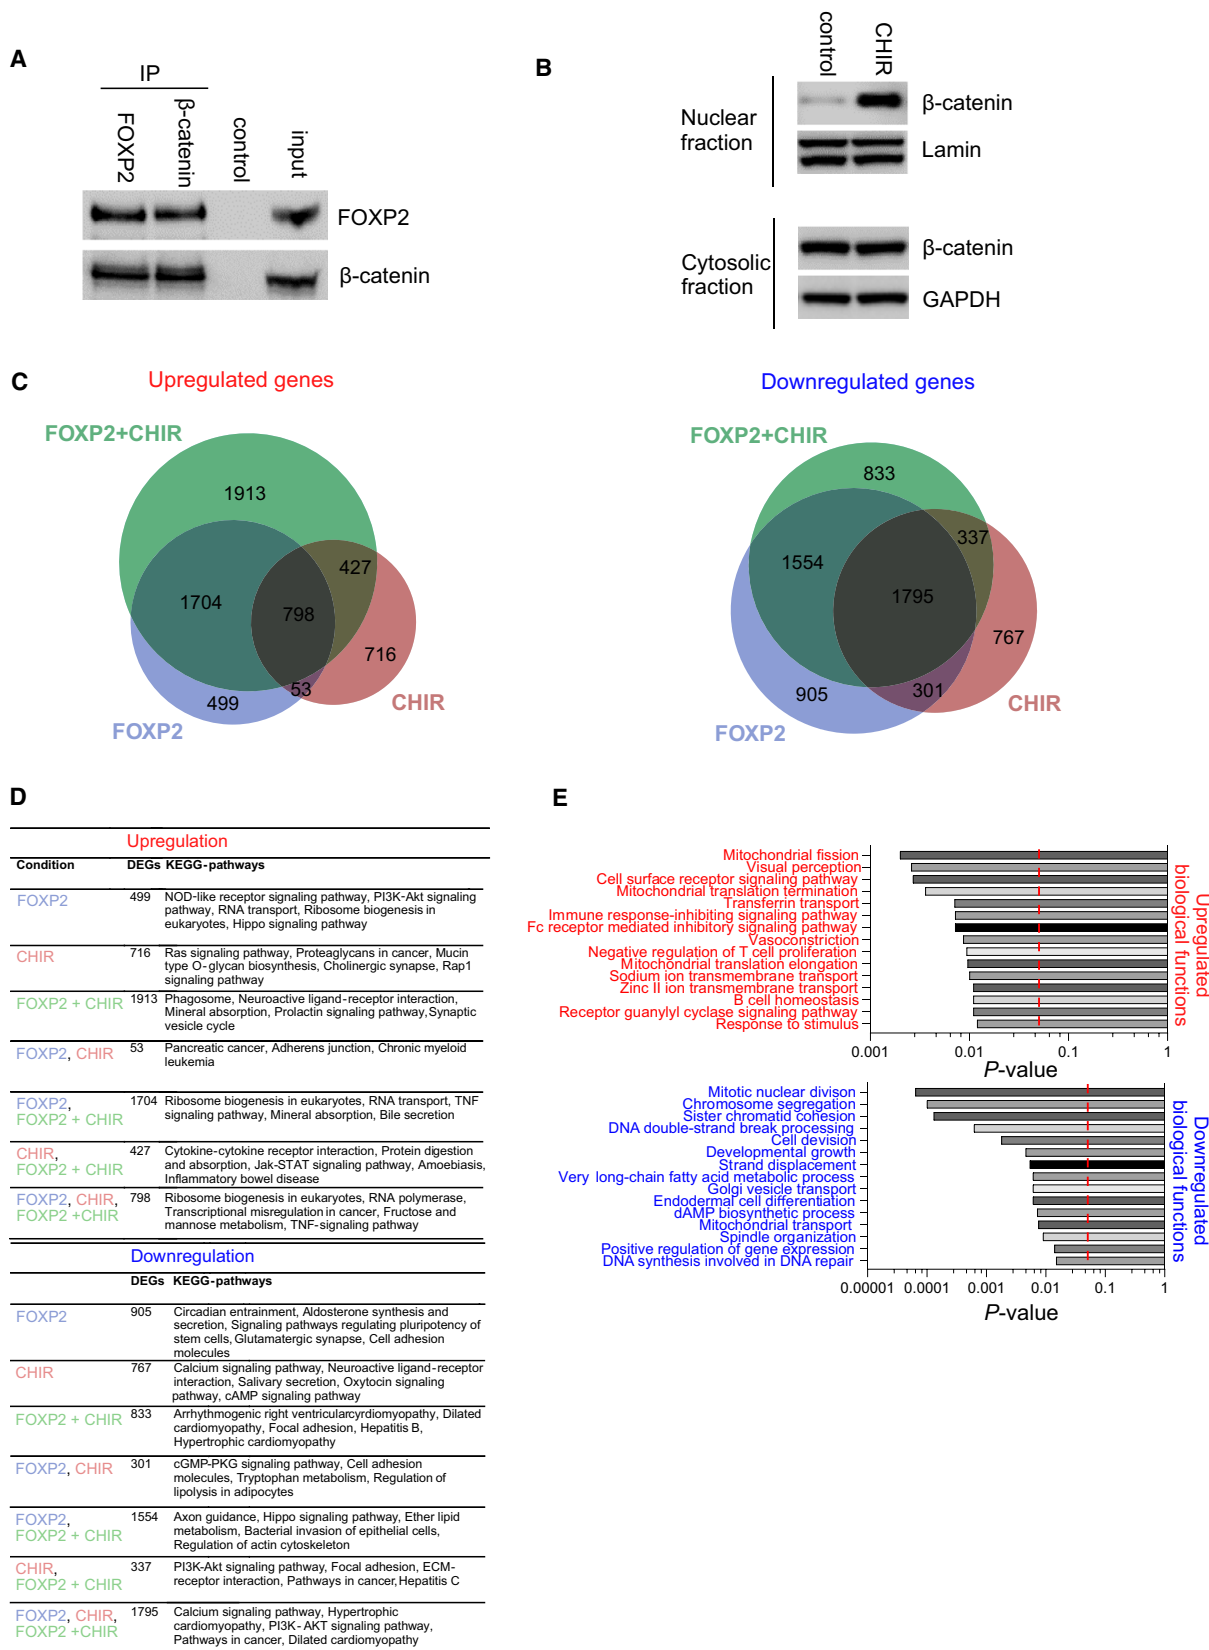 A
IP
FOXP2
β-catenin
control
input
FOXP2
β-catenin
B
control
CHIR
Nuclear
fraction
β-catenin
Lamin
Cytosolic
fraction
β-catenin
GAPDH
C
Upregulated genes
FOXP2+CHIR
1913
427
1704
798
716
53
499
CHIR
FOXP2
Downregulated genes
FOXP2+CHIR
833
337
1554
1795
767
905
301
CHIR
FOXP2
D
Upregulation
Condition DEGs KEGG-pathways
FOXP2 499 NOD-like receptor signaling pathway, PI3K-Akt signaling
pathway, RNA transport, Ribosome biogenesis in
eukaryotes, Hippo signaling pathway
CHIR 716 Ras signaling pathway, Proteaglycans in cancer, Mucin
type O-glycan biosynthesis, Cholinergic synapse, Rap1
signaling pathway
FOXP2 + CHIR 1913 Phagosome, Neuroactive ligand-receptor interaction,
Mineral absorption, Prolactin signaling pathway, Synaptic
vesicle cycle
FOXP2, CHIR 53 Pancreatic cancer, Adherens junction, Chronic myeloid
leukemia
FOXP2, 1704 Ribosome biogenesis in eukaryotes, RNA transport, TNF
FOXP2 + CHIR signaling pathway, Mineral absorption, Bile secretion
CHIR, 427 Cytokine-cytokine receptor interaction, Protein digestion
FOXP2 + CHIR and absorption, Jak-STAT signaling pathway, Amoebiasis,
Inflammatory bowel disease
FOXP2, CHIR, 798 Ribosome biogenesis in eukaryotes, RNA polymerase,
FOXP2 +CHIR Transcriptional misregulation in cancer, Fructose and
mannose metabolism, TNF-signaling pathway
Downregulation
DEGs KEGG-pathways
FOXP2 905 Circadian entrainment, Aldosterone synthesis and
secretion, Signaling pathways regulating pluripotency of
stem cells, Glutamatergic synapse, Cell adhesion
molecules
CHIR 767 Calcium signaling pathway, Neuroactive ligand-receptor
interaction, Salivary secretion, Oxytocin signaling
pathway, cAMP signaling pathway
FOXP2 + CHIR 833 Arrhythmogenic right ventricularcyrdiomyopathy, Dilated
cardiomyopathy, Focal adhesion, Hepatitis B,
Hypertrophic cardiomyopathy
FOXP2, CHIR 301 cGMP-PKG signaling pathway, Cell adhesion
molecules, Tryptophan metabolism, Regulation of
lipolysis in adipocytes
FOXP2, 1554 Axon guidance, Hippo signaling pathway, Ether lipid
FOXP2 + CHIR metabolism, Bacterial invasion of epithelial cells,
Regulation of actin cytoskeleton
CHIR, 337 PI3K-Akt signaling pathway, Focal adhesion, ECM-
FOXP2 + CHIR receptor interaction, Pathways in cancer, Hepatitis C
FOXP2, CHIR, 1795 Calcium signaling pathway, Hypertrophic
FOXP2 +CHIR cardiomyopathy, PI3K- AKT signaling pathway,
Pathways in cancer, Dilated cardiomyopathy
E
Mitochondrial fission
Visual perception
Cell surface receptor signaling pathway
Mitochondrial translation termination
Transferrin transport
Immune response-inhibiting signaling pathway
Fc receptor mediated inhibitory signaling pathway
Vasoconstriction
Negative regulation of T cell proliferation
Mitochondrial translation elongation
Sodium ion transmembrane transport
Zinc II ion transmembrane transport
B cell homeostasis
Receptor guanylyl cyclase signaling pathway
Response to stimulus
0.001 0.01 0.1 1
P-value
Upregulated
biological functions
Mitotic nuclear divison
Chromosome segregation
Sister chromatid cohesion
DNA double-strand break processing
Cell devision
Developmental growth
Strand displacement
Very long-chain fatty acid metabolic process
Golgi vesicle transport
Endodermal cell differentiation
dAMP biosynthetic process
Mitochondrial transport
Spindle organization
Positive regulation of gene expression
DNA synthesis involved in DNA repair
0.00001 0.0001 0.001 0.01 0.1 1
P-value
Downregulated
biological functions